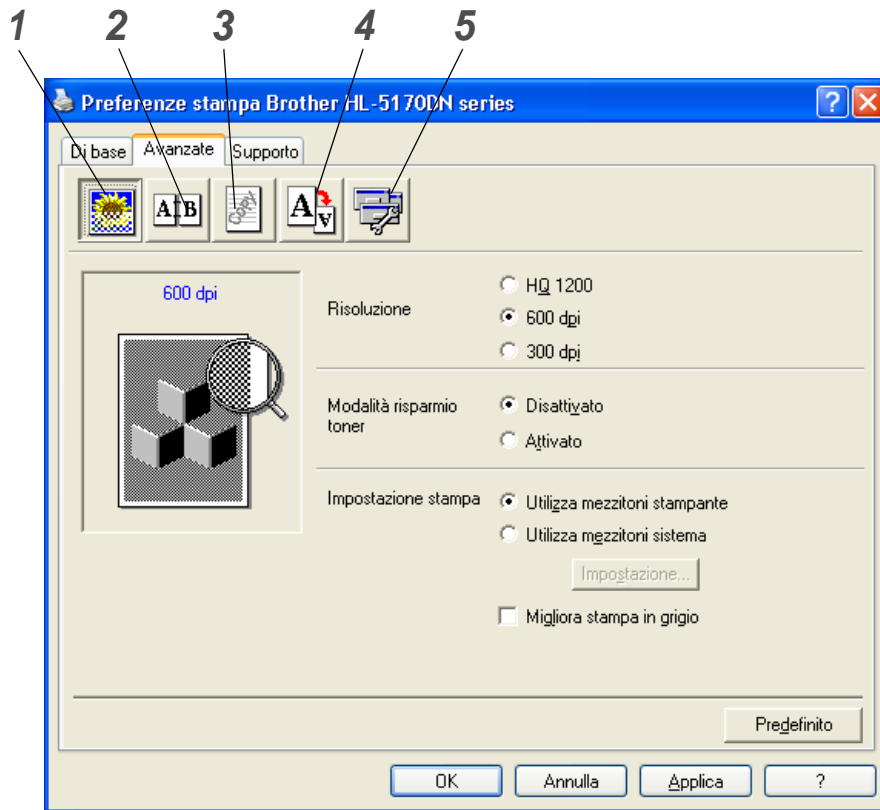 1 2 3 4 5
Preferenze stampa Brother HL-5170DN series
Di base Avanzate Supporto
A B Copy A A
600 dpi
Risoluzione
HQ 1200
600 dpi
300 dpi
Modalità risparmio
toner
Disattivato
Attivato
Impostazione stampa
Utilizza mezzitoni stampante
Utilizza mezzitoni sistema
Impostazione...
Migliora stampa in grigio
Predefinito
OK Annulla Applica ?